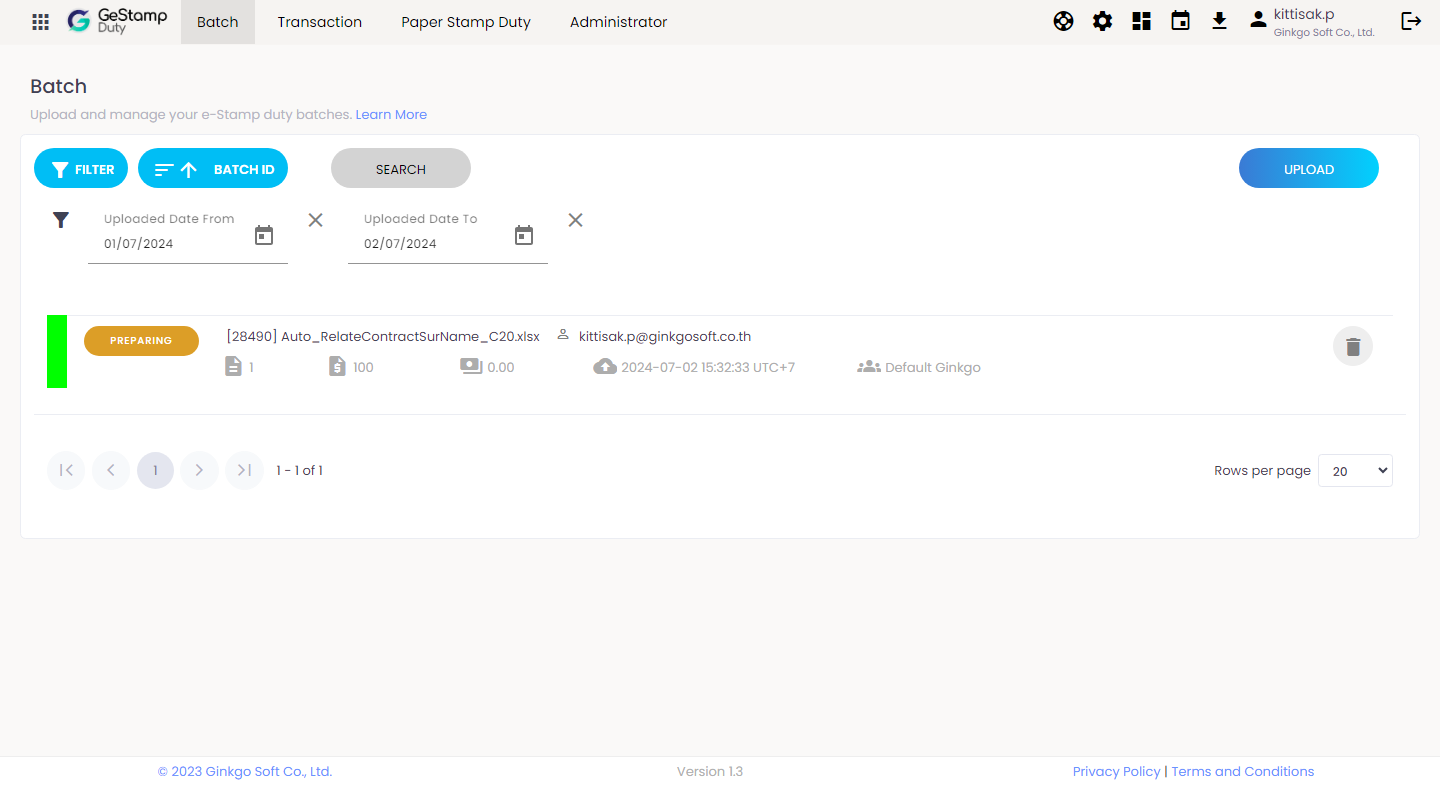 GeStamp
Duty
Batch
Transaction
Paper Stamp Duty
Administrator
kittisak.p
Ginkgo Soft Co., Ltd.
Batch
Upload and manage your e-Stamp duty batches. Learn More
FILTER
BATCH ID
SEARCH
UPLOAD
Uploaded Date From
01/07/2024
Uploaded Date To
02/07/2024
PREPARING
[28490] Auto_RelateContractSurName_C20.xlsx
kittisak.p@ginkgosoft.co.th
1
100
0.00
2024-07-02 15:32:33 UTC+7
Default Ginkgo
1
1 - 1 of 1
Rows per page
20
© 2023 Ginkgo Soft Co., Ltd.
Version 1.3
Privacy Policy | Terms and Conditions